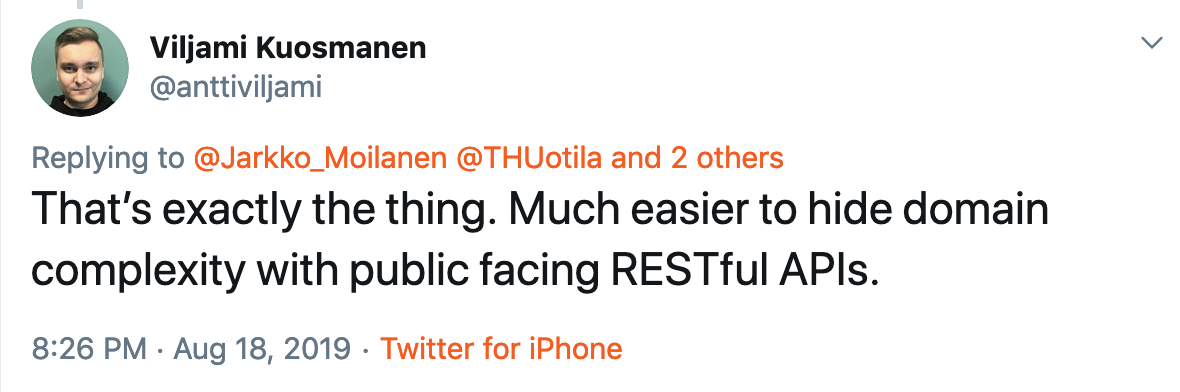 Viljami Kuosmanen
@anttiviljami
Replying to @Jarkko_Moilanen @THUotila and 2 others
That’s exactly the thing. Much easier to hide domain
complexity with public facing RESTful APIs.
8:26 PM · Aug 18, 2019 · Twitter for iPhone